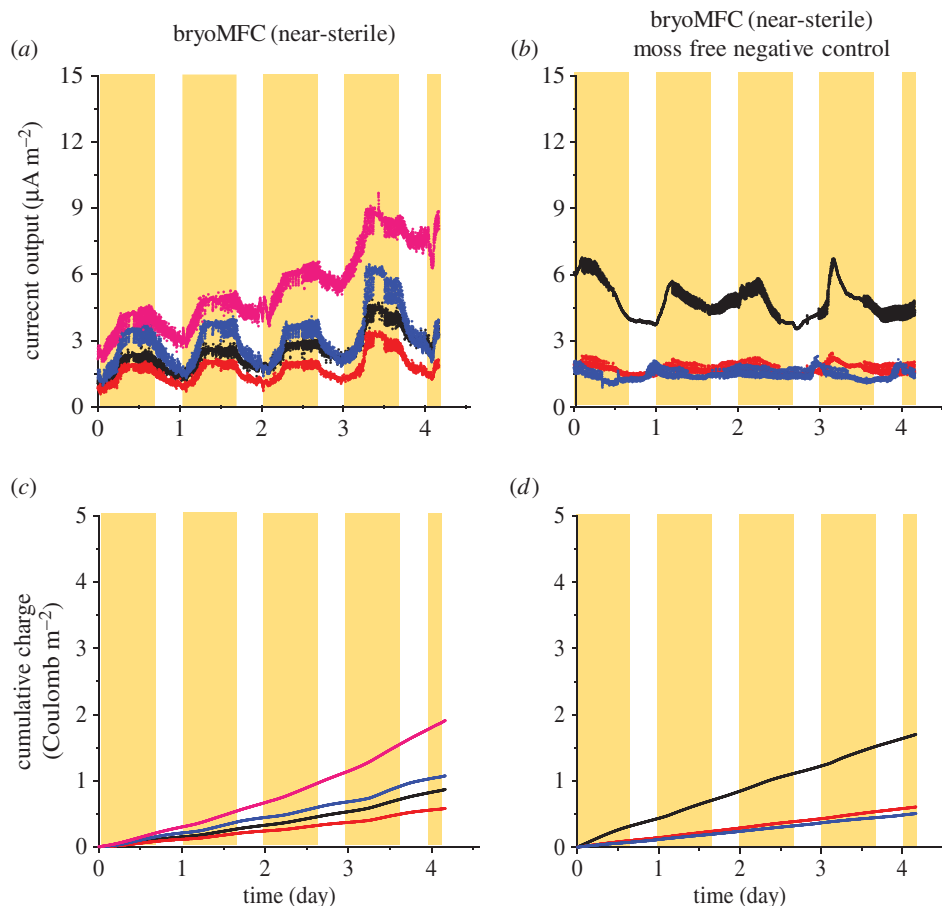 bryoMFC (near-sterile)
bryoMFC (near-sterile)
moss free negative control
(a)
(b)
15
12
9
6
3
0
currecnt output (µA m⁻²)
0 1 2 3 4
15
12
9
6
3
0
0 1 2 3 4
(c)
(d)
5
4
3
2
1
0
cumulative charge
((Coulomb m⁻²)
0 1 2 3 4
time (day)
5
4
3
2
1
0
0 1 2 3 4
time (day)